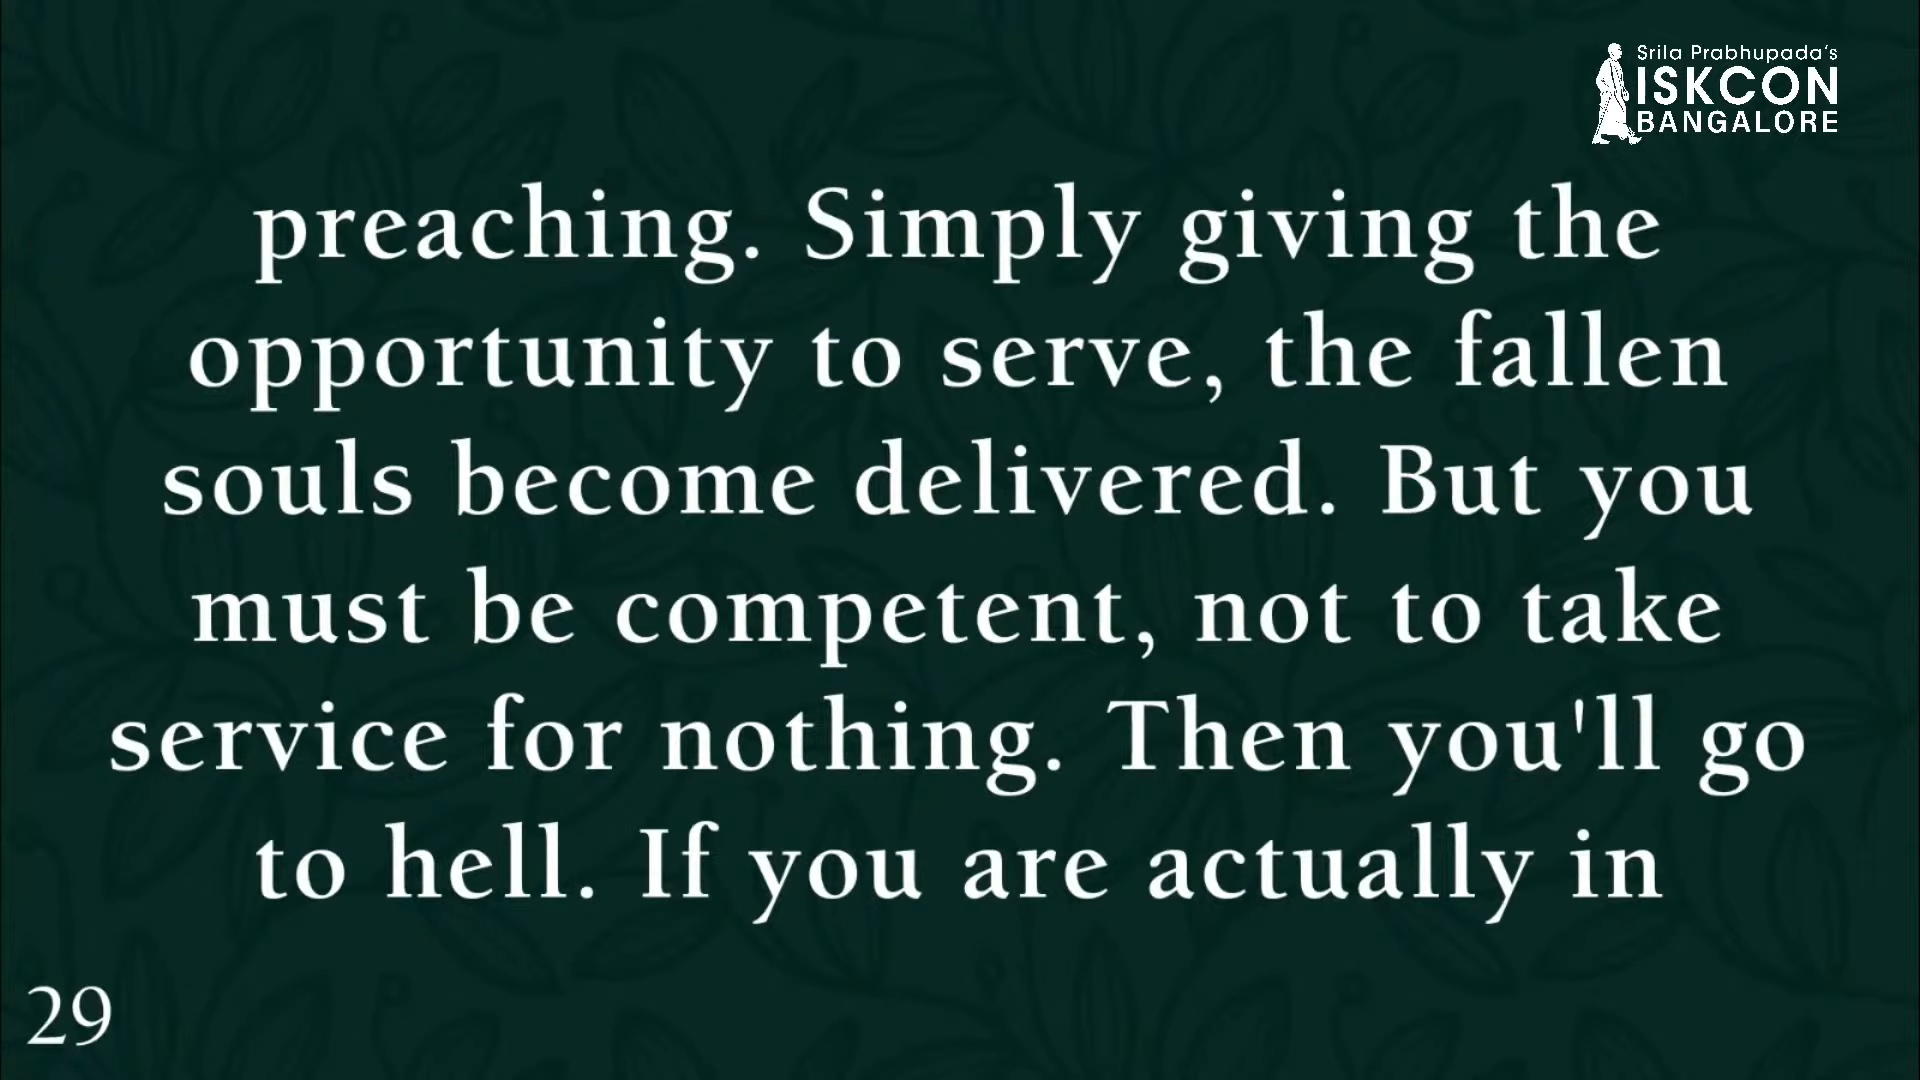 Srila Prabhupada's
ISKCON
BANGALORE
preaching. Simply giving the
opportunity to serve, the fallen
souls become delivered. But you
must be competent, not to take
service for nothing. Then you'll go
to hell. If you are actually in
29